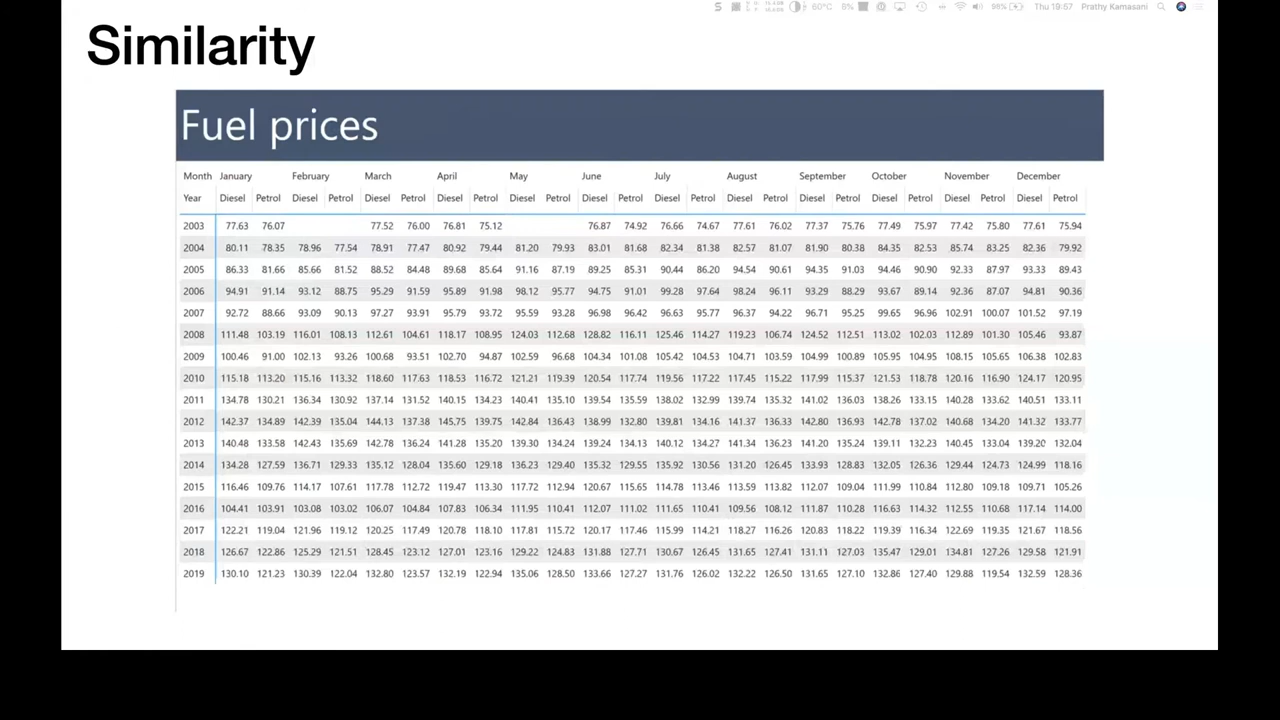 60°C 8% 98% Thu 19:57 Prathy Kamasani
Similarity
Fuel prices
Month January February March April May June July August September October November December
Year Diesel Petrol Diesel Petrol Diesel Petrol Diesel Petrol Diesel Petrol Diesel Petrol Diesel Petrol Diesel Petrol Diesel Petrol Diesel Petrol Diesel Petrol Diesel Petrol
2003 77.63 76.07 77.52 76.00 76.81 75.12 76.87 74.92 76.66 74.67 77.61 76.02 77.37 75.76 77.49 75.97 77.42 75.80 77.61 75.94
2004 80.11 78.35 78.96 77.54 78.91 77.47 80.92 79.44 81.20 79.93 83.01 81.68 82.34 81.38 82.57 81.07 81.90 80.38 84.35 82.53 85.74 83.25 82.36 79.92
2005 86.33 81.66 85.66 81.52 88.52 84.48 89.68 85.64 91.16 87.19 89.25 85.31 90.44 86.20 94.54 90.61 94.35 91.03 94.46 90.90 92.33 87.97 93.33 89.43
2006 94.91 91.14 93.12 88.75 95.29 91.59 95.89 91.98 98.12 95.77 94.75 91.01 99.28 97.64 98.24 96.11 93.29 88.29 93.67 89.14 92.36 87.07 94.81 90.36
2007 92.72 88.66 93.09 90.13 97.27 93.91 95.79 93.72 95.59 93.28 96.98 96.42 96.63 95.77 96.37 94.22 96.71 95.25 99.65 96.96 102.91 100.07 101.52 97.19
2008 111.48 103.19 116.01 108.13 112.61 104.61 118.17 108.95 124.03 112.68 128.82 116.11 125.46 114.27 119.23 106.74 124.52 112.51 113.02 102.03 112.89 101.30 105.46 93.87
2009 100.46 91.00 102.13 93.26 100.68 93.51 102.70 94.87 102.59 96.68 104.34 101.08 105.42 104.53 104.71 103.59 104.99 100.89 105.95 104.95 108.15 105.65 106.38 102.83
2010 115.18 113.20 115.16 113.32 118.60 117.63 118.53 116.72 121.21 119.39 120.54 117.74 119.56 117.22 117.45 115.22 117.99 115.37 121.53 118.78 120.16 116.90 124.17 120.95
2011 134.78 130.21 136.34 130.92 137.14 131.52 140.15 134.23 140.41 135.10 139.54 135.59 138.02 132.99 139.74 135.32 141.02 136.03 138.26 133.15 140.28 133.62 140.51 133.11
2012 142.37 134.89 142.39 135.04 144.13 137.38 145.75 139.75 142.84 136.43 138.99 132.80 139.81 134.16 141.37 136.33 142.80 136.93 142.78 137.02 140.68 134.20 141.32 133.77
2013 140.48 133.58 142.43 135.69 142.78 136.24 141.28 135.20 139.30 134.24 139.24 134.13 140.12 134.27 141.34 136.23 141.20 135.24 139.11 132.23 140.45 133.04 139.20 132.04
2014 134.28 127.59 136.71 129.33 135.12 128.04 135.60 129.18 136.23 129.40 135.32 129.55 135.92 130.56 131.20 126.45 133.93 128.83 132.05 126.36 129.44 124.73 124.99 118.16
2015 116.46 109.76 114.17 107.61 117.78 112.72 119.47 113.30 117.72 112.94 120.67 115.65 114.78 113.46 113.59 113.82 112.07 109.04 111.99 110.84 112.80 109.18 109.71 105.26
2016 104.41 103.91 103.08 103.02 106.07 104.84 107.83 106.34 111.95 110.41 112.07 111.02 111.65 110.41 109.56 108.12 111.87 110.28 116.63 114.32 112.55 110.68 117.14 114.00
2017 122.21 119.04 121.96 119.12 120.25 117.49 120.78 118.10 117.81 115.72 120.17 117.46 115.99 114.21 118.27 116.26 120.83 118.22 119.39 116.34 122.69 119.35 121.67 118.56
2018 126.67 122.86 125.29 121.51 128.45 123.12 127.01 123.16 129.22 124.83 131.88 127.71 130.67 126.45 131.65 127.41 131.11 127.03 135.47 129.01 134.81 127.26 129.58 121.91
2019 130.10 121.23 130.39 122.04 132.80 123.57 132.19 122.94 135.06 128.50 133.66 127.27 131.76 126.02 132.22 126.50 131.65 127.10 132.86 127.40 129.88 119.54 132.59 128.36